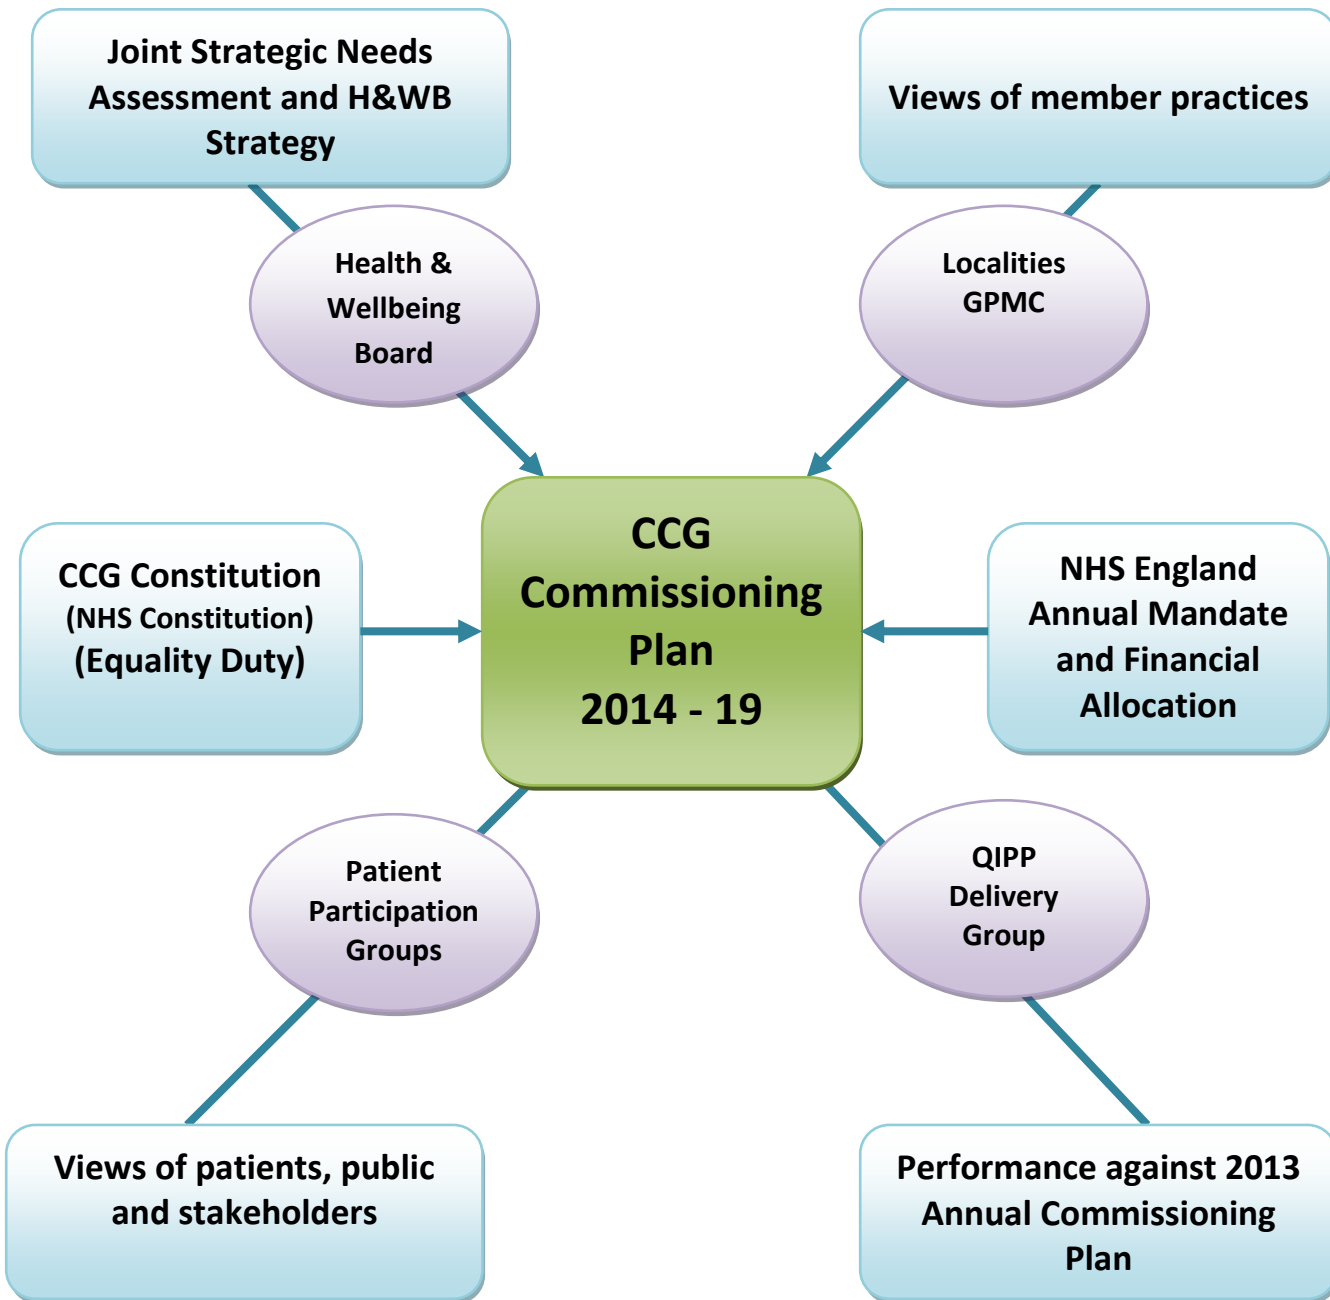 Joint Strategic Needs
Assessment and H&WB
Strategy
Views of member practices
Health &
Wellbeing
Board
Localities
GPMC
CCG Constitution
(NHS Constitution)
(Equality Duty)
CCG
Commissioning
Plan
2014 - 19
NHS England
Annual Mandate
and Financial
Allocation
Patient
Participation
Groups
QIPP
Delivery
Group
Views of patients, public
and stakeholders
Performance against 2013
Annual Commissioning
Plan